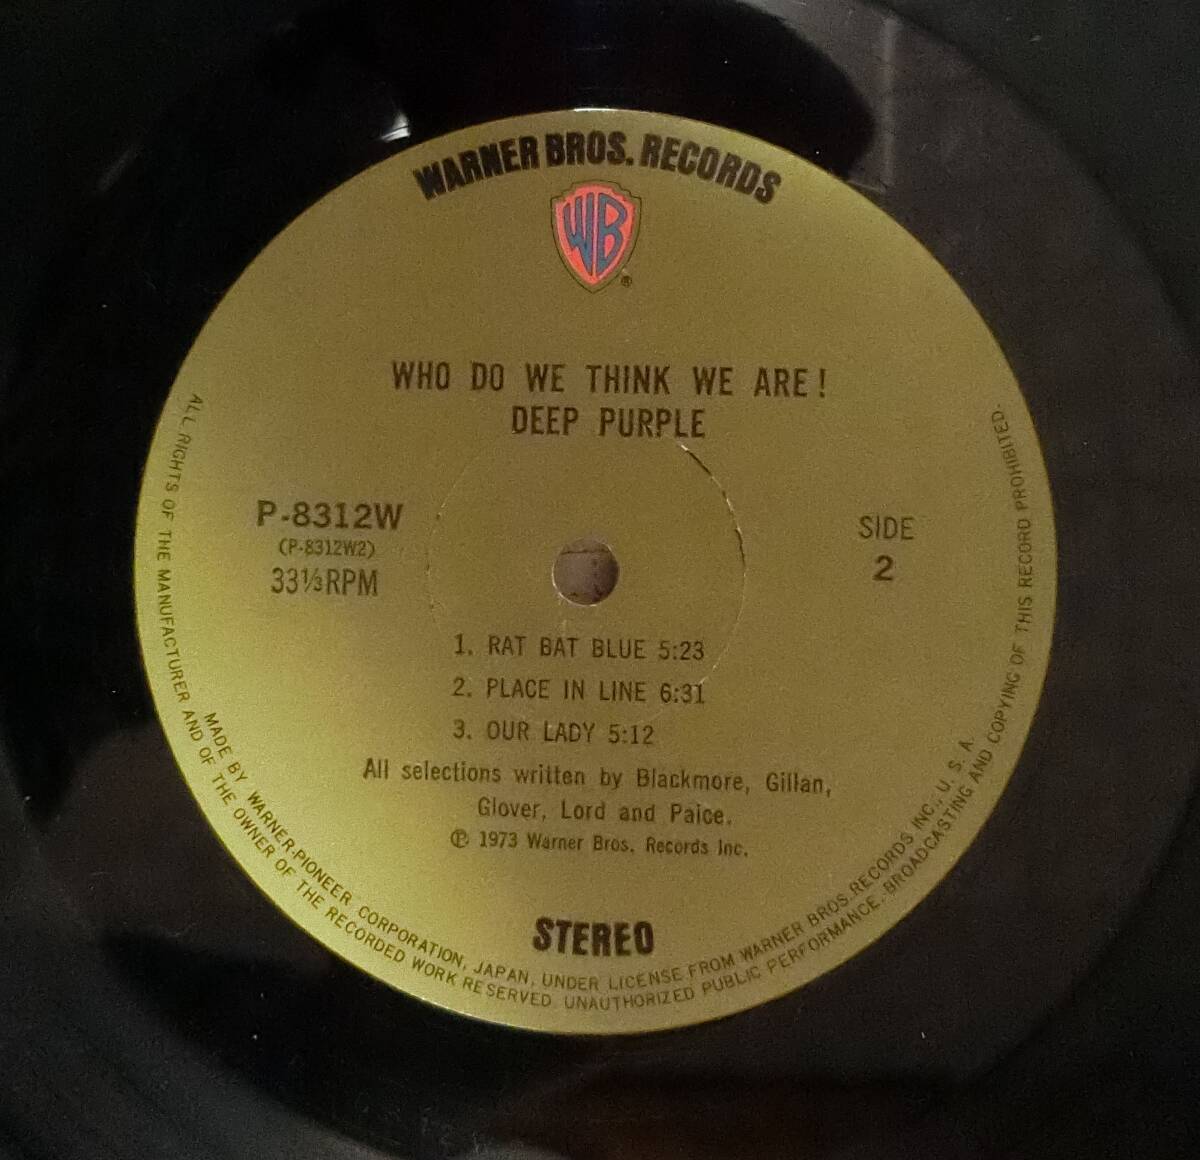 WARNER BROS. RECORDS
WB
®
WHO DO WE THINK WE ARE!
DEEP PURPLE
P-8312W
(P-8312W2)
33⅓RPM
SIDE
2
1. RAT BAT BLUE 5:23
2. PLACE IN LINE 6:31
3. OUR LADY 5:12
All selections written by Blackmore, Gillan,
Glover, Lord and Paice.
℗ 1973 Warner Bros. Records Inc.
STEREO
MADE BY WARNER-PIONEER CORPORATION, JAPAN, UNDER LICENSE FROM WARNER BROS. RECORDS INC., U. S. A.
ALL RIGHTS OF THE MANUFACTURER AND OF THE OWNER OF THE RECORDED WORK RESERVED. UNAUTHORIZED PUBLIC PERFORMANCE, BROADCASTING AND COPYING OF THIS RECORD PROHIBITED.